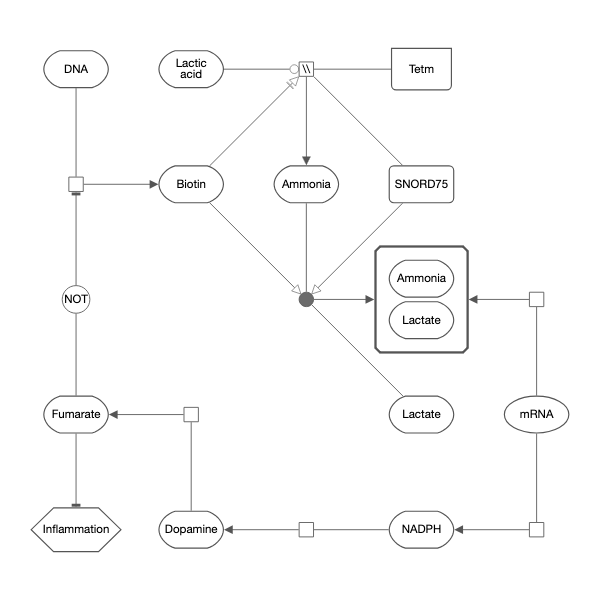 DNA
Lactic
acid
\\
Tetm
Biotin
Ammonia
SNORD75
Ammonia
Lactate
NOT
Fumarate
Lactate
mRNA
Inflammation
Dopamine
NADPH